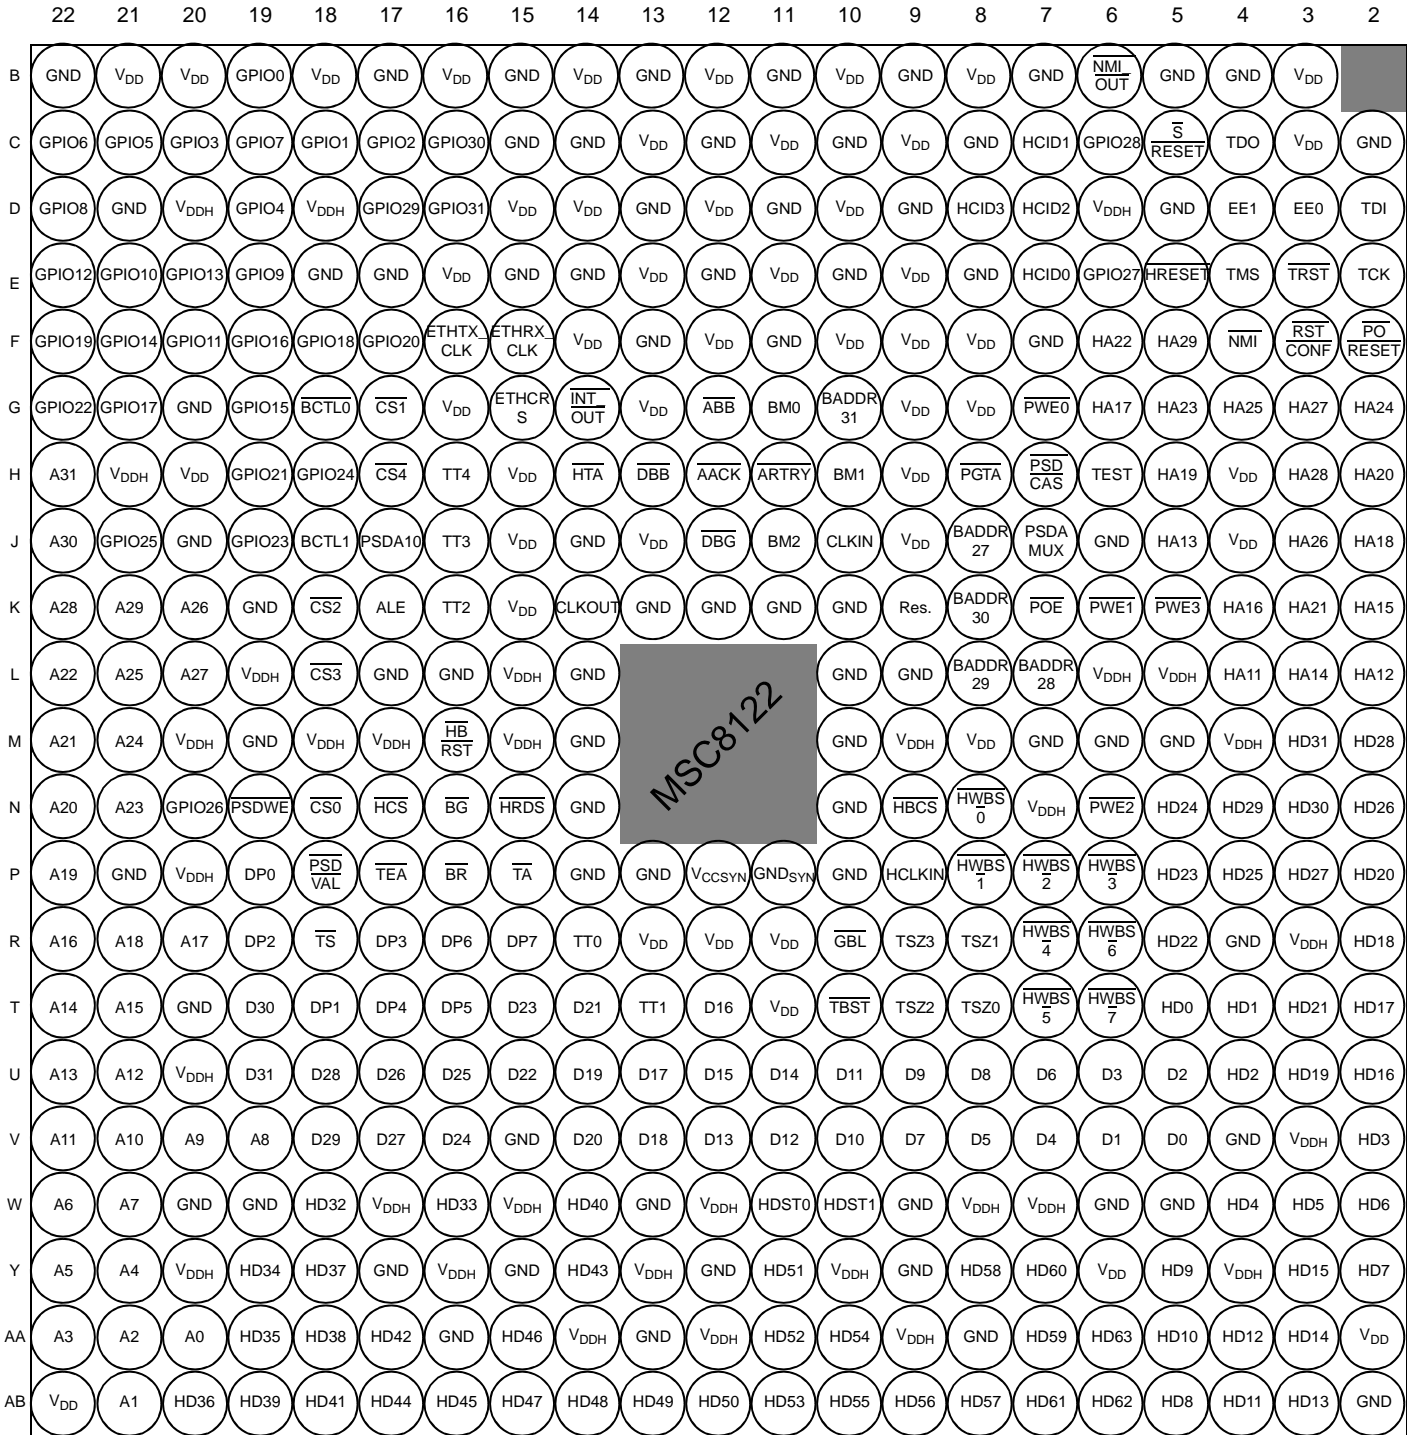 22 21 20 19 18 17 16 15 14 13 12 11 10 9 8 7 6 5 4 3 2
B GND VDD VDD GPIO0 VDD GND VDD GND VDD GND VDD GND VDD GND VDD GND NMI_OUT GND GND VDD
C GPIO6 GPIO5 GPIO3 GPIO7 GPIO1 GPIO2 GPIO30 GND GND VDD GND VDD GND VDD GND HCID1 GPIO28 S RESET TDO VDD GND
D GPIO8 GND VDDH GPIO4 VDDH GPIO29 GPIO31 VDD VDD GND VDD GND VDD GND HCID3 HCID2 VDDH GND EE1 EE0 TDI
E GPIO12 GPIO10 GPIO13 GPIO9 GND GND VDD GND GND VDD GND VDD GND VDD GND HCID0 GPIO27 HRESET TMS TRST TCK
F GPIO19 GPIO14 GPIO11 GPIO16 GPIO18 GPIO20 ETHTX_CLK ETHRX_CLK VDD GND VDD GND VDD VDD VDD GND HA22 HA29 NMI RST CONF PO RESET
G GPIO22 GPIO17 GND GPIO15 BCTL0 CS1 VDD ETHCRS INT_OUT VDD ABB BM0 BADDR31 VDD VDD PWE0 HA17 HA23 HA25 HA27 HA24
H A31 VDDH VDD GPIO21 GPIO24 CS4 TT4 VDD HTA DBB AACK ARTRY BM1 VDD PGTA PSD CAS TEST HA19 VDD HA28 HA20
J A30 GPIO25 GND GPIO23 BCTL1 PSDA10 TT3 VDD GND VDD DBG BM2 CLKIN VDD BADDR27 PSDA MUX GND HA13 VDD HA26 HA18
K A28 A29 A26 GND CS2 ALE TT2 VDD CLKOUT GND GND GND GND Res. BADDR30 POE PWE1 PWE3 HA16 HA21 HA15
L A22 A25 A27 VDDH CS3 GND GND VDDH GND GND GND BADDR29 BADDR28 VDDH VDDH HA11 HA14 HA12
MSC8122
M A21 A24 VDDH GND VDDH VDDH HB RST VDDH GND GND VDDH VDD GND GND GND VDDH HD31 HD28
N A20 A23 GPIO26 PSDWE CS0 HCS BG HRDS GND GND HBCS HWBS0 VDDH PWE2 HD24 HD29 HD30 HD26
P A19 GND VDDH DP0 PSD VAL TEA BR TA GND GND VCCSYN GNDSYN GND HCLKIN HWBS1 HWBS2 HWBS3 HD23 HD25 HD27 HD20
R A16 A18 A17 DP2 TS DP3 DP6 DP7 TT0 VDD VDD VDD GBL TSZ3 TSZ1 HWBS4 HWBS6 HD22 GND VDDH HD18
T A14 A15 GND D30 DP1 DP4 DP5 D23 D21 TT1 D16 VDD TBST TSZ2 TSZ0 HWBS5 HWBS7 HD0 HD1 HD21 HD17
U A13 A12 VDDH D31 D28 D26 D25 D22 D19 D17 D15 D14 D11 D9 D8 D6 D3 D2 HD2 HD19 HD16
V A11 A10 A9 A8 D29 D27 D24 GND D20 D18 D13 D12 D10 D7 D5 D4 D1 D0 GND VDDH HD3
W A6 A7 GND GND HD32 VDDH HD33 VDDH HD40 GND VDDH HDST0 HDST1 GND VDDH VDDH GND GND HD4 HD5 HD6
Y A5 A4 VDDH HD34 HD37 GND VDDH GND HD43 VDDH GND HD51 VDDH GND HD58 HD60 VDD HD9 VDDH HD15 HD7
AA A3 A2 A0 HD35 HD38 HD42 GND HD46 VDDH GND VDDH HD52 HD54 VDDH GND HD59 HD63 HD10 HD12 HD14 VDD
AB VDD A1 HD36 HD39 HD41 HD44 HD45 HD47 HD48 HD49 HD50 HD53 HD55 HD56 HD57 HD61 HD62 HD8 HD11 HD13 GND